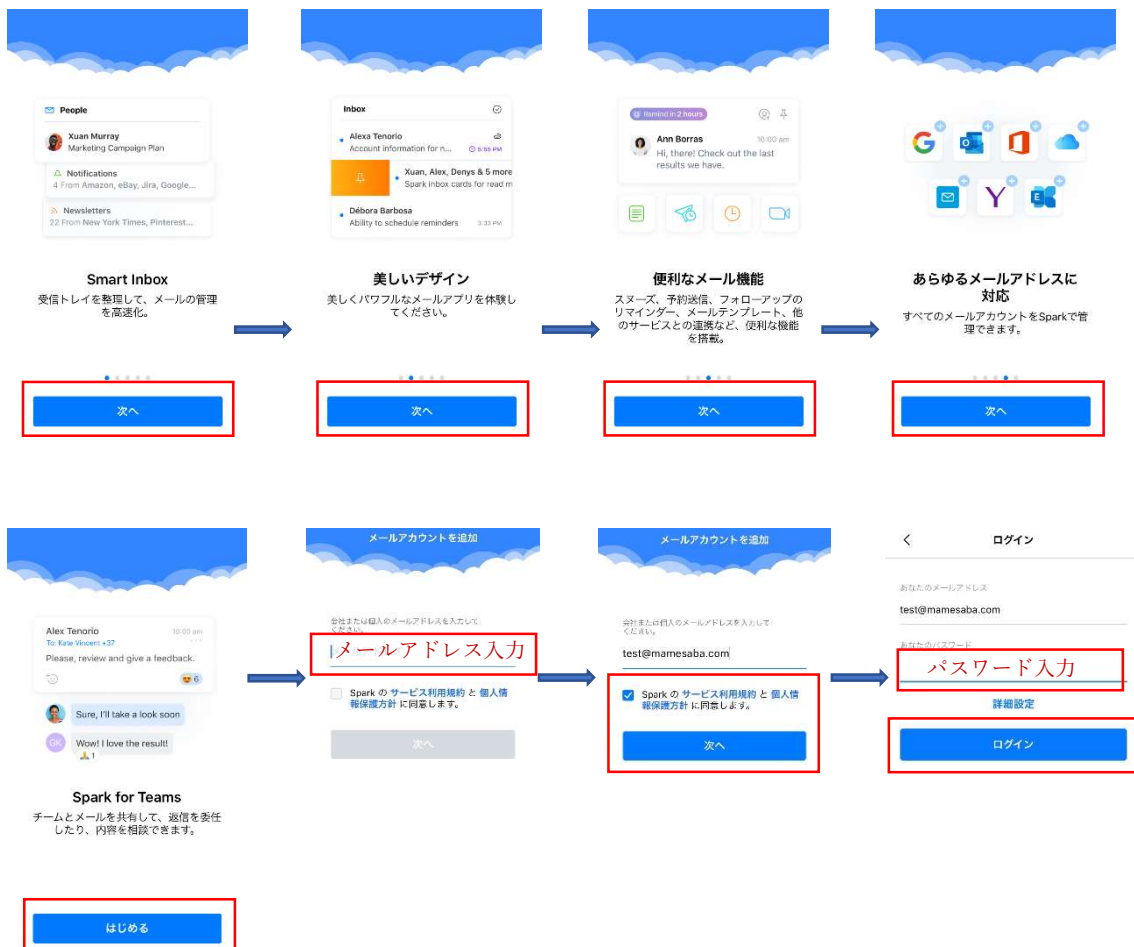 People
Xuan Murray
Marketing Campaign Plan
Notifications
4 From Amazon, eBay, Jira, Google...
Newsletters
22 From New York Times, Pinterest...
Smart Inbox
受信トレイを整理して、メールの管理
を高速化。
次へ
Inbox
Alexa Tenorio
Account information for n...
5:55 PM
Xuan, Alex, Denys & 5 more
Spark inbox cards for read m
Débora Barbosa
Ability to schedule reminders
3:33 PM
美しいデザイン
美しくパワフルなメールアプリを体験し
てください。
次へ
Remind in 2 hours
Ann Borras
10:00 am
Hi, there! Check out the last
results we have.
便利なメール機能
スヌーズ、予約送信、フォローアップの
リマインダー、メールテンプレート、他
のサービスとの連携など、便利な機能
を搭載。
次へ
あらゆるメールアドレスに
対応
すべてのメールアカウントをSparkで管
理できます。
次へ
Alex Tenorio
10:00 am
To: Kate Vincent +37
Please, review and give a feedback.
6
Sure, I'll take a look soon
GK
Wow! I love the result!
1
Spark for Teams
チームとメールを共有して、返信を委任
したり、内容を相談できます。
はじめる
メールアカウントを追加
会社または個人のメールアドレスを入力して
ください。
メールアドレス入力
Spark の サービス利用規約 と 個人情
報保護方針 に同意します。
次へ
メールアカウントを追加
会社または個人のメールアドレスを入力して
ください。
test@mamesaba.com
Spark の サービス利用規約 と 個人情
報保護方針 に同意します。
次へ
ログイン
あなたのメールアドレス
test@mamesaba.com
あなたのパスワード
パスワード入力
詳細設定
ログイン